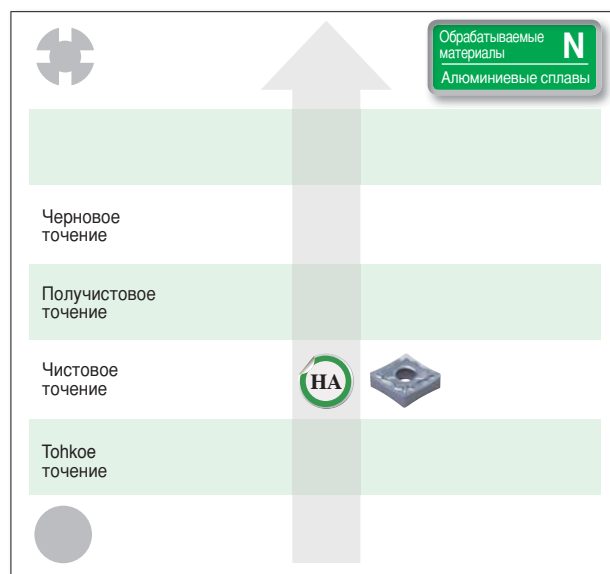 Обрабатываемые
материалы N
Алюминиевые сплавы
Черновое
точение
Получистовое
точение
Чистовое
точение
HA
Tohkoe
точение